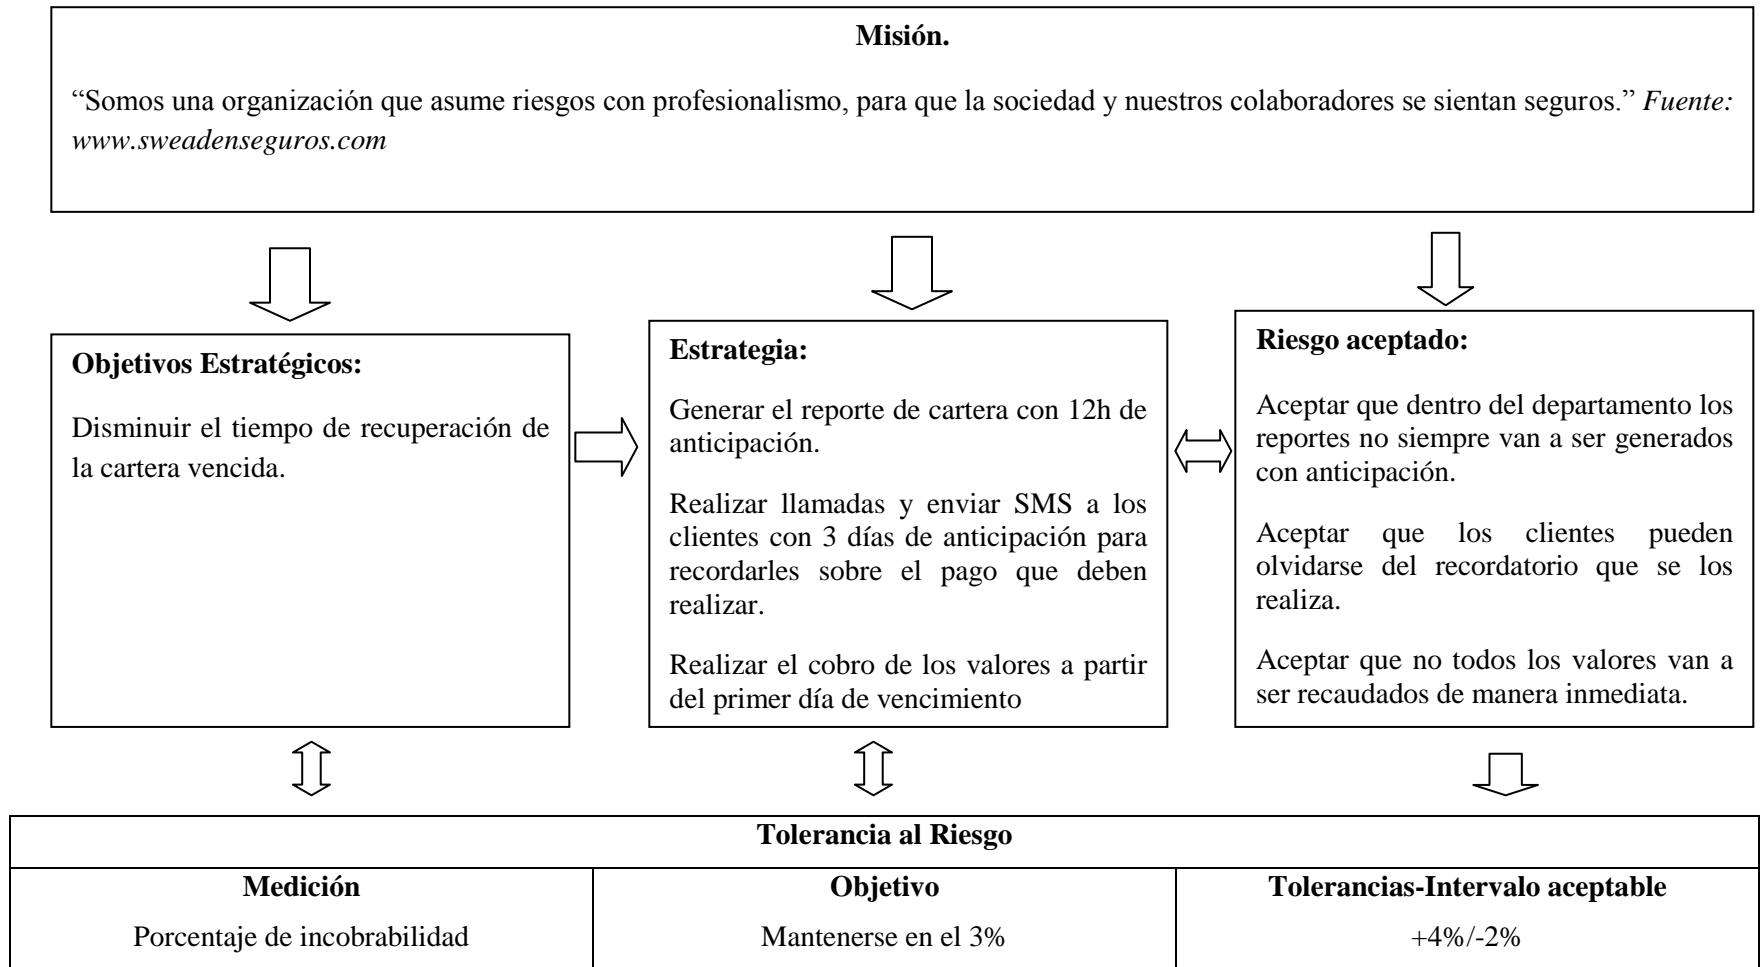 Misión.
“Somos una organización que asume riesgos con profesionalismo, para que la sociedad y nuestros colaboradores se sientan seguros.” Fuente:
www.sweadenseguros.com
Objetivos Estratégicos:
Disminuir el tiempo de recuperación de
la cartera vencida.
Estrategia:
Generar el reporte de cartera con 12h de
anticipación.
Realizar llamadas y enviar SMS a los
clientes con 3 días de anticipación para
recordarles sobre el pago que deben
realizar.
Realizar el cobro de los valores a partir
del primer día de vencimiento
Riesgo aceptado:
Aceptar que dentro del departamento los
reportes no siempre van a ser generados
con anticipación.
Aceptar que los clientes pueden
olvidarse del recordatorio que se los
realiza.
Aceptar que no todos los valores van a
ser recaudados de manera inmediata.
Tolerancia al Riesgo
Medición
Objetivo
Tolerancias-Intervalo aceptable
Porcentaje de incobrabilidad
Mantenerse en el 3%
+4%/-2%